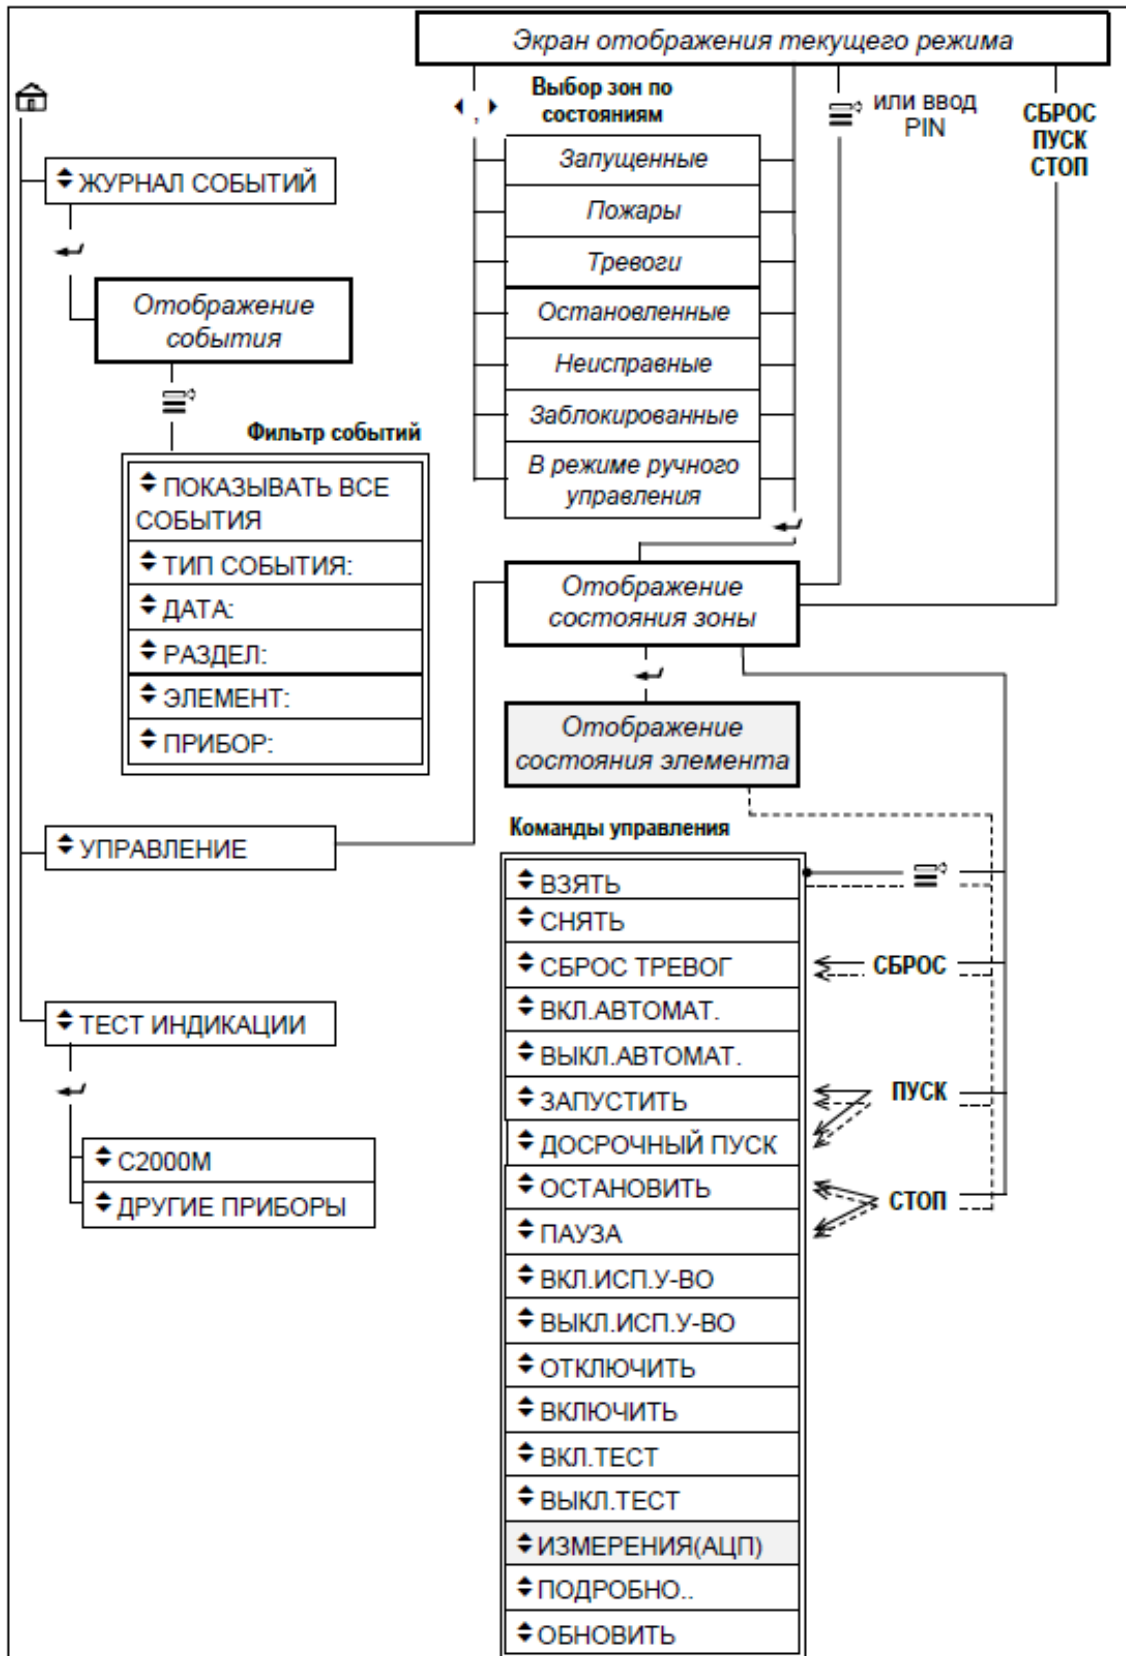 Экран отображения текущего режима
Выбор зон по
состояниям
или ввод
PIN
СБРОС
ПУСК
СТОП
Запущенные
Пожары
Тревоги
Остановленные
Неисправные
Заблокированные
В режиме ручного
управления
ЖУРНАЛ СОБЫТИЙ
Отображение
события
Фильтр событий
ПОКАЗЫВАТЬ ВСЕ
СОБЫТИЯ
ТИП СОБЫТИЯ:
ДАТА:
РАЗДЕЛ:
ЭЛЕМЕНТ:
ПРИБОР:
Отображение
состояния зоны
Отображение
состояния элемента
УПРАВЛЕНИЕ
ТЕСТ ИНДИКАЦИИ
С2000М
ДРУГИЕ ПРИБОРЫ
Команды управления
ВЗЯТЬ
СНЯТЬ
СБРОС ТРЕВОГ
СБРОС
ВКЛ.АВТОМАТ.
ВЫКЛ.АВТОМАТ.
ЗАПУСТИТЬ
ПУСК
ДОСРОЧНЫЙ ПУСК
ОСТАНОВИТЬ
СТОП
ПАУЗА
ВКЛ.ИСП.У-ВО
ВЫКЛ.ИСП.У-ВО
ОТКЛЮЧИТЬ
ВКЛЮЧИТЬ
ВКЛ.ТЕСТ
ВЫКЛ.ТЕСТ
ИЗМЕРЕНИЯ(АЦП)
ПОДРОБНО..
ОБНОВИТЬ